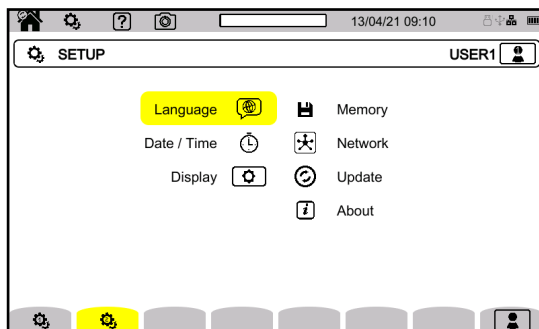 13/04/21 09:10
SETUP USER1
Language Memory
Date / Time Network
Display Update
About